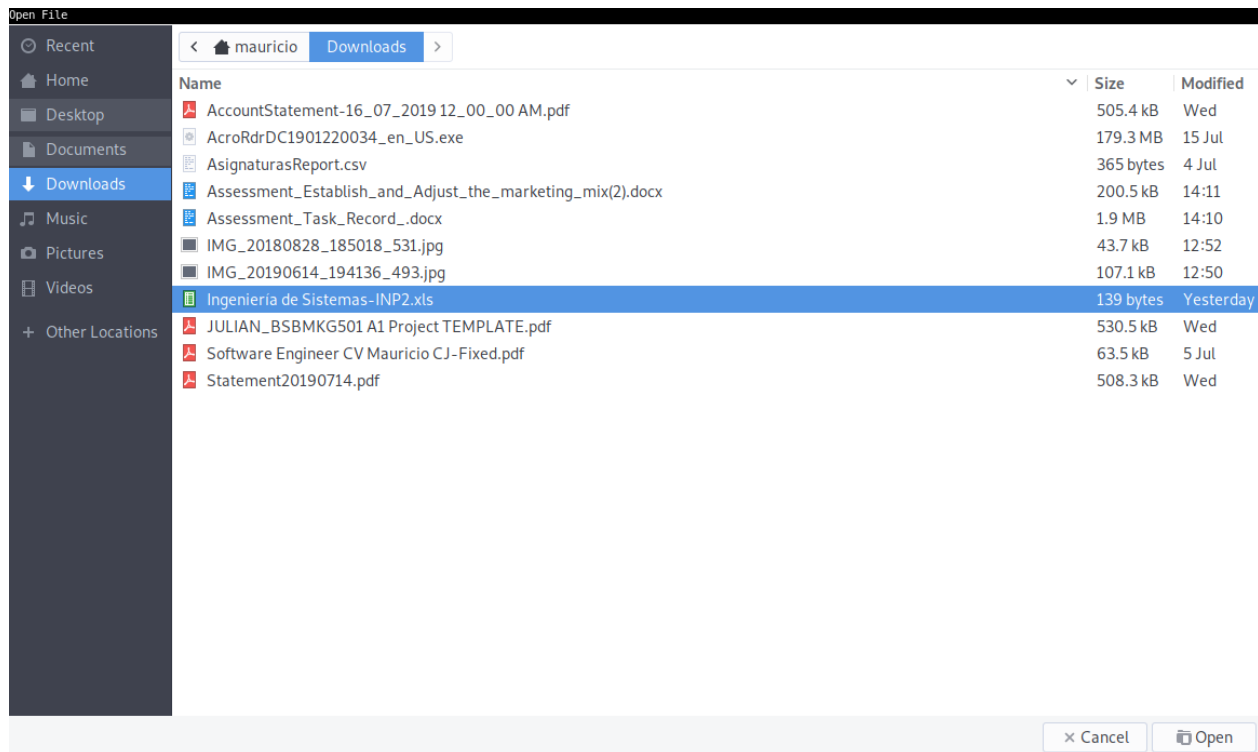 Open File
Recent
Home
Desktop
Documents
Downloads
Music
Pictures
Videos
+ Other Locations
mauricio Downloads
Name Size Modified
AccountStatement-16_07_2019 12_00_00 AM.pdf 505.4 kB Wed
AcroRdrDC1901220034_en_US.exe 179.3 MB 15 Jul
AsignaturasReport.csv 365 bytes 4 Jul
Assessment_Establish_and_Adjust_the_marketing_mix(2).docx 200.5 kB 14:11
Assessment_Task_Record_.docx 1.9 MB 14:10
IMG_20180828_185018_531.jpg 43.7 kB 12:52
IMG_20190614_194136_493.jpg 107.1 kB 12:50
Ingeniería de Sistemas-INP2.xls 139 bytes Yesterday
JULIAN_BSBMKG501 A1 Project TEMPLATE.pdf 530.5 kB Wed
Software Engineer CV Mauricio CJ-Fixed.pdf 63.5 kB 5 Jul
Statement20190714.pdf 508.3 kB Wed
Cancel Open